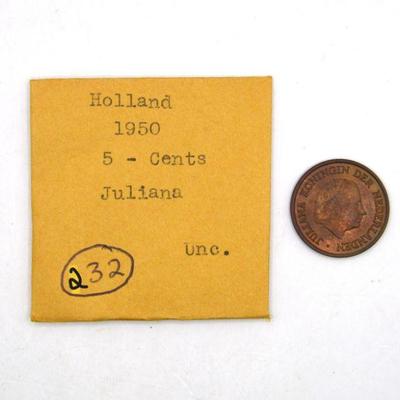 Holland
1950
5 - Cents
Juliana
Unc.
232
JULIANA KONINGIN DER NEDERLANDEN